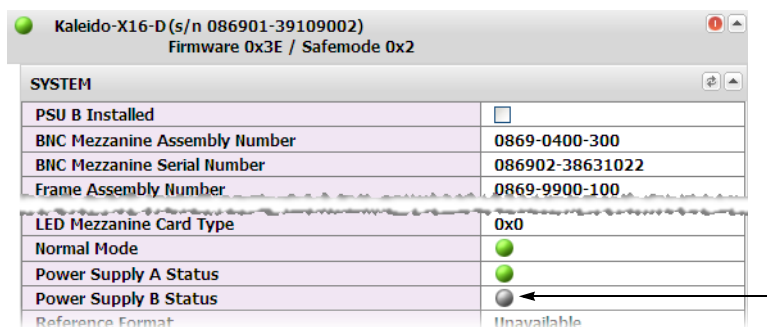 Kaleido-X16-D (s/n 086901-39109002)
Firmware 0x3E / Safemode 0x2
SYSTEM
PSU B Installed
BNC Mezzanine Assembly Number 0869-0400-300
BNC Mezzanine Serial Number 086902-38631022
Frame Assembly Number 0869-9900-100
LED Mezzanine Card Type 0x0
Normal Mode
Power Supply A Status
Power Supply B Status
Reference Format Unavailable